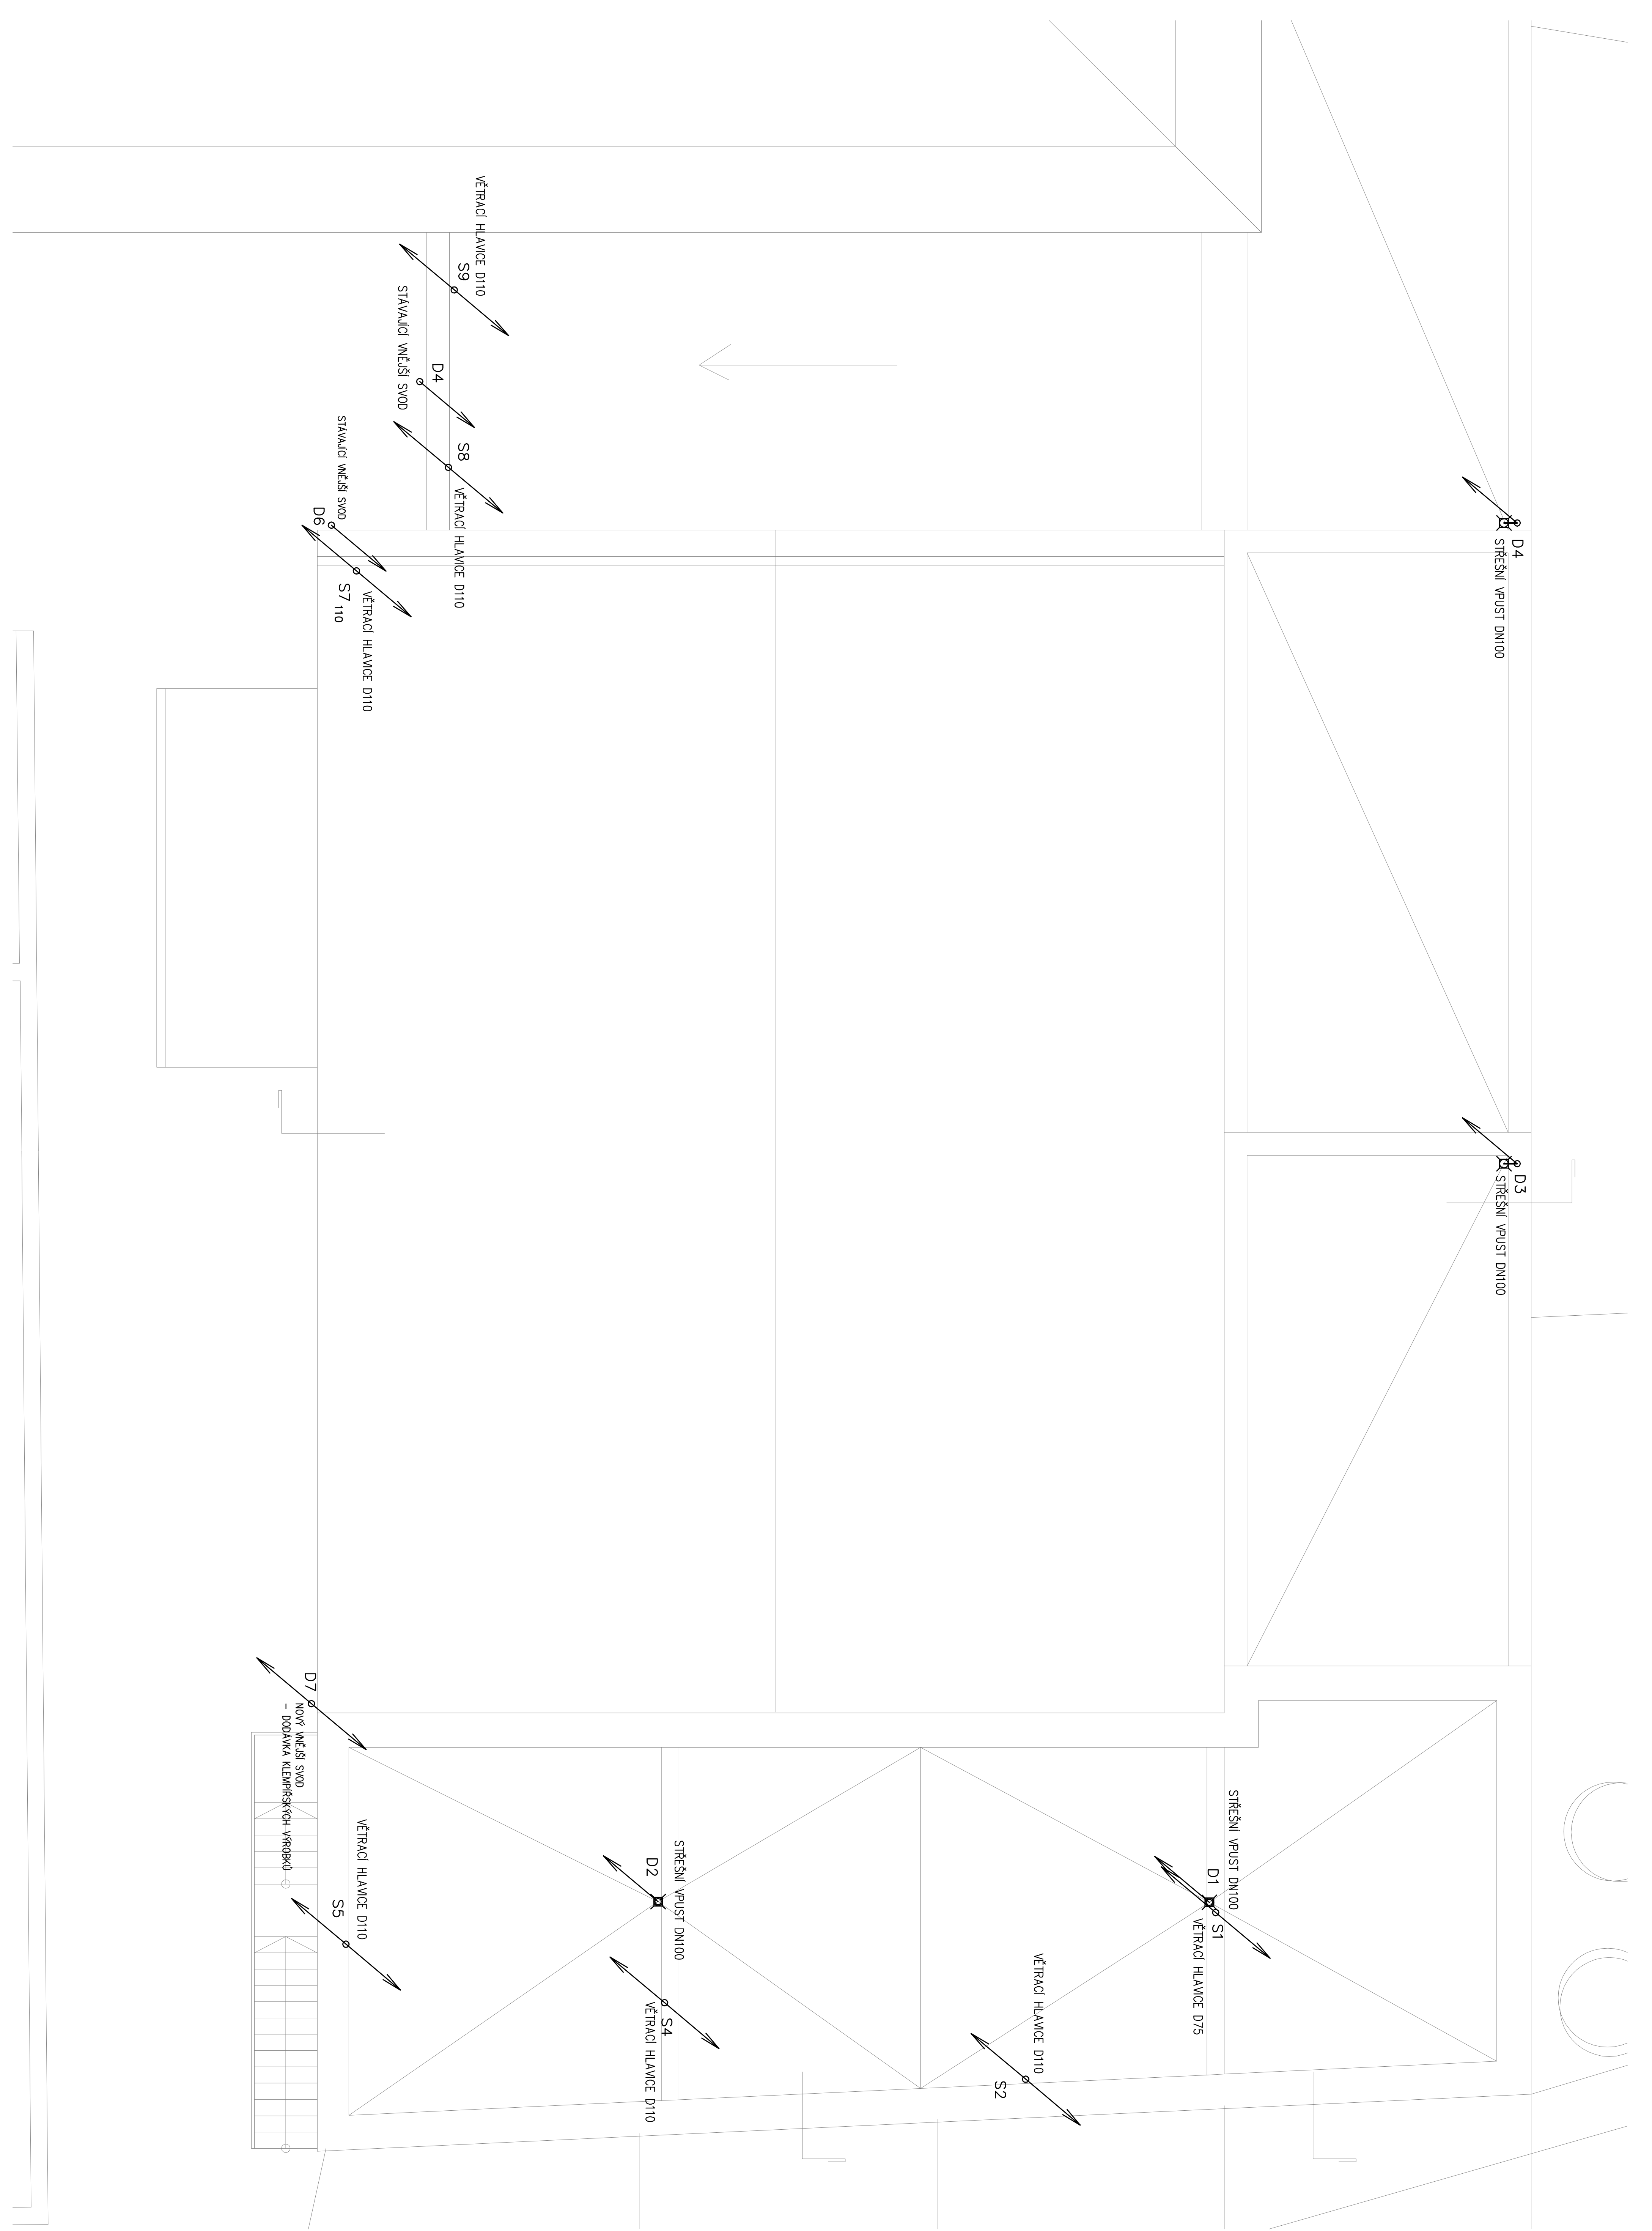 VĚTRACÍ HLAVICE D110
S9
STÁVAJÍCÍ VNĚJŠÍ SVOD
D4
S8
VĚTRACÍ HLAVICE D110
STÁVAJÍCÍ VNĚJŠÍ SVOD
D6
S7
110
VĚTRACÍ HLAVICE D110
D4
STŘEŠNÍ VPUST DN100
D3
STŘEŠNÍ VPUST DN100
D7
NOVÝ VNĚJŠÍ SVOD
- DODÁVKA KLEMPÍŘSKÝCH VÝROBKŮ
VĚTRACÍ HLAVICE D110
S5
D2
STŘEŠNÍ VPUST DN100
S4
VĚTRACÍ HLAVICE D110
STŘEŠNÍ VPUST DN100
D1
S1
VĚTRACÍ HLAVICE D75
VĚTRACÍ HLAVICE D110
S2